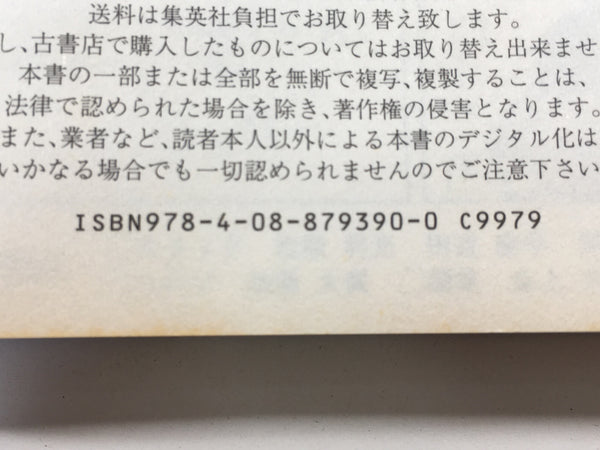 送料は集英社負担でお取り替え致します。
し、古書店で購入したものについてはお取り替え出来ませ
本書の一部または全部を無断で複写、複製することは、
法律で認められた場合を除き、著作権の侵害となります。
また、業者など、読者本人以外による本書のデジタル化は
いかなる場合でも一切認められませんのでご注意下さい
ISBN978-4-08-879390-0 C9979